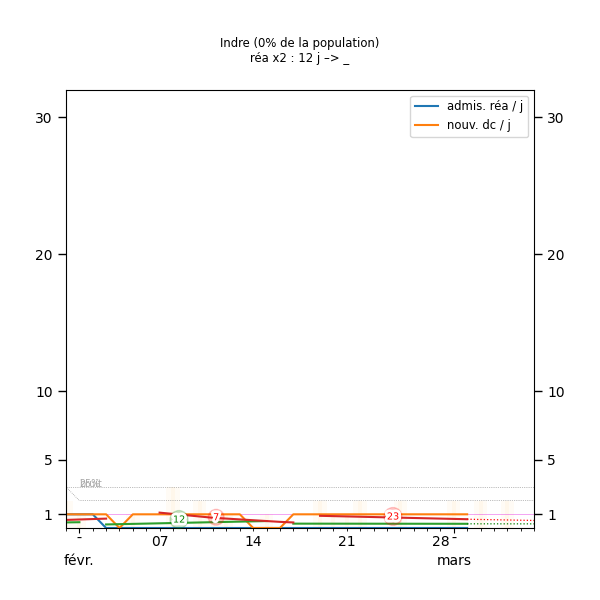 Indre (0% de la population)
réa x2 : 12 j –> _
admis. réa / j
nouv. dc / j
30 30
20 20
10 10
5 5
1 12 7 23 1
- 07 14 21 28 -
févr. mars